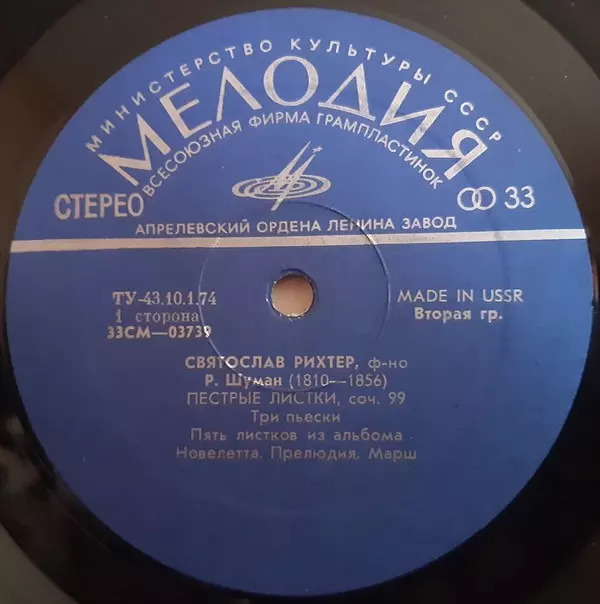 МИНИСТЕРСТВО КУЛЬТУРЫ СССР
МЕЛОДИЯ
ВСЕСОЮЗНАЯ ФИРМА ГРАМПЛАСТИНОК
СТЕРЕО
33
АПРЕЛЕВСКИЙ ОРДЕНА ЛЕНИНА ЗАВОД
ТУ-43.10.1.74
MADE IN USSR
1 сторона
Вторая гр.
33СМ—03739
СВЯТОСЛАВ РИХТЕР, ф-но
Р. Шуман (1810—1856)
ПЕСТРЫЕ ЛИСТКИ, соч. 99
Три пьески
Пять листков из альбома
Новелетта. Прелюдия. Марш